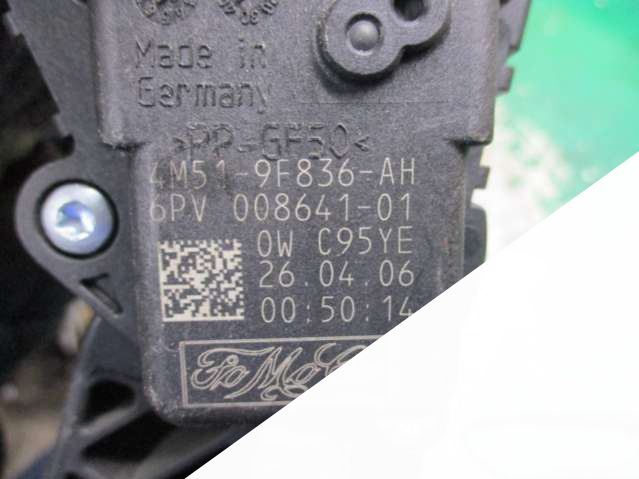 Made in
Germany
>PP-GF50<
4M51-9F836-AH
6PV 008641-01
0W C95YE
26.04.06
00:50:14
FoMoCo